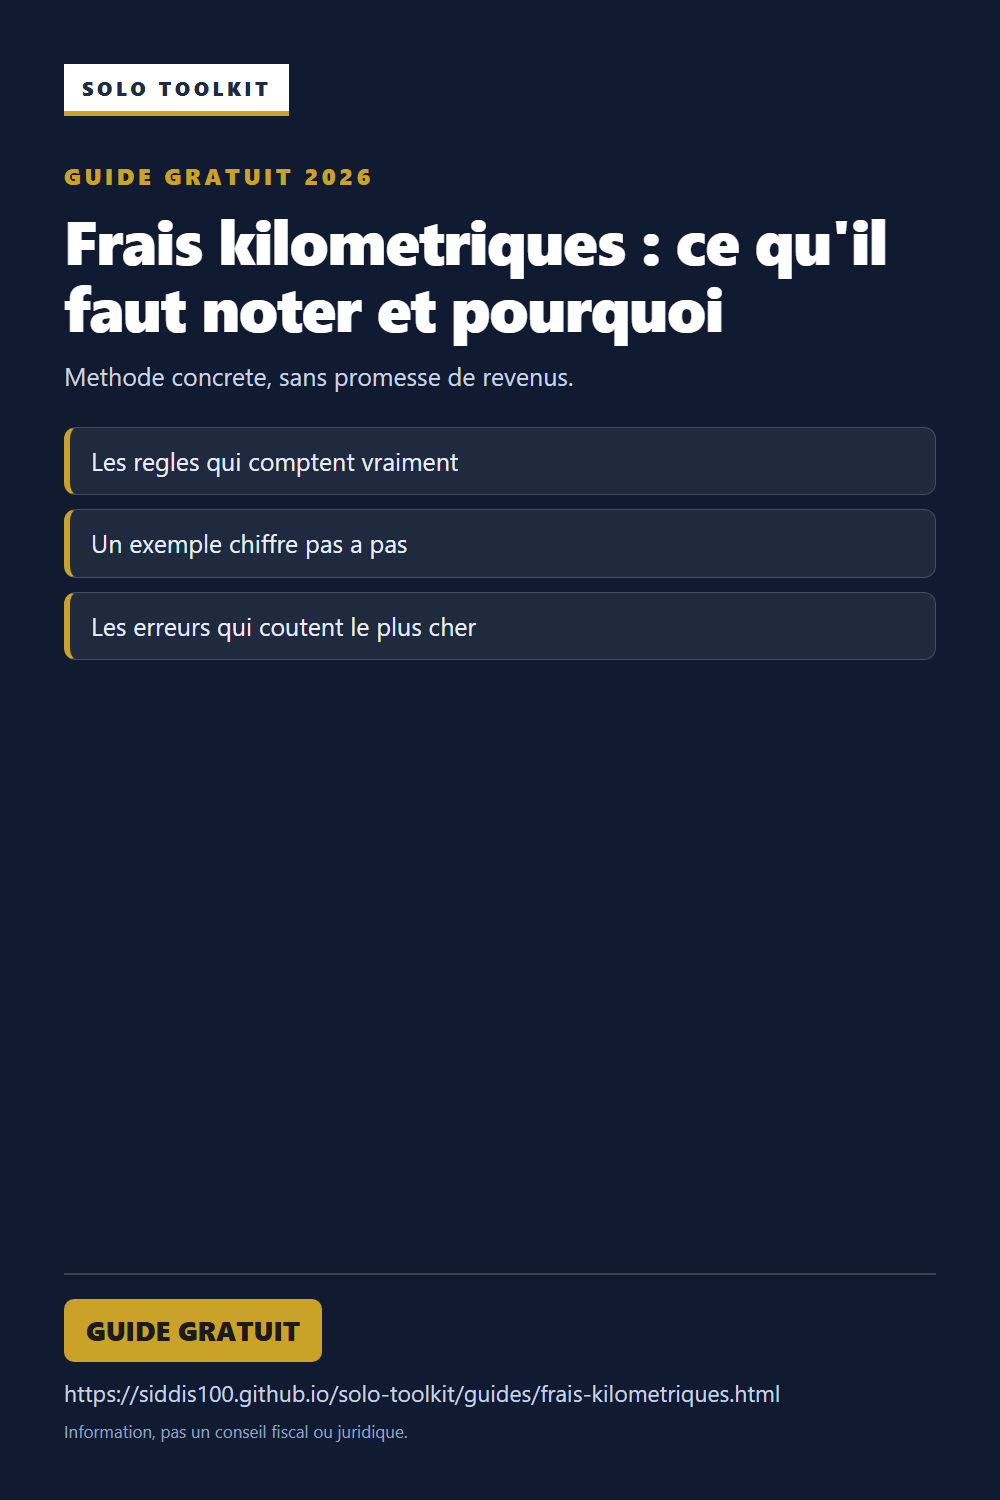 SOLO TOOLKIT
GUIDE GRATUIT 2026
Frais kilometriques : ce qu'il
faut noter et pourquoi
Methode concrete, sans promesse de revenus.
Les regles qui comptent vraiment
Un exemple chiffre pas a pas
Les erreurs qui coutent le plus cher
GUIDE GRATUIT
https://siddis100.github.io/solo-toolkit/guides/frais-kilometriques.html
Information, pas un conseil fiscal ou juridique.